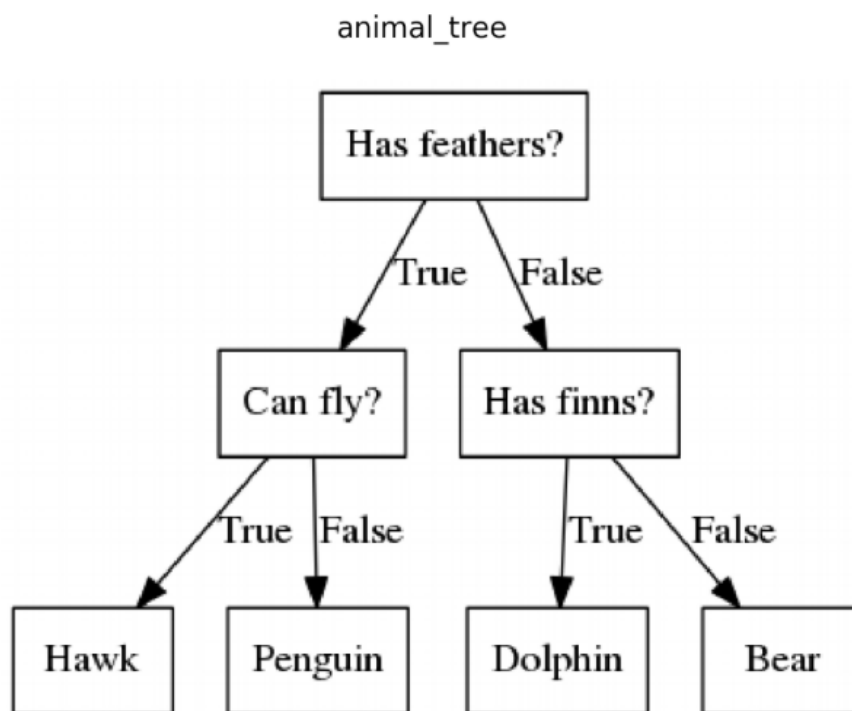 animal_tree
Has feathers?
True False
Can fly? Has finns?
True False True False
Hawk Penguin Dolphin Bear